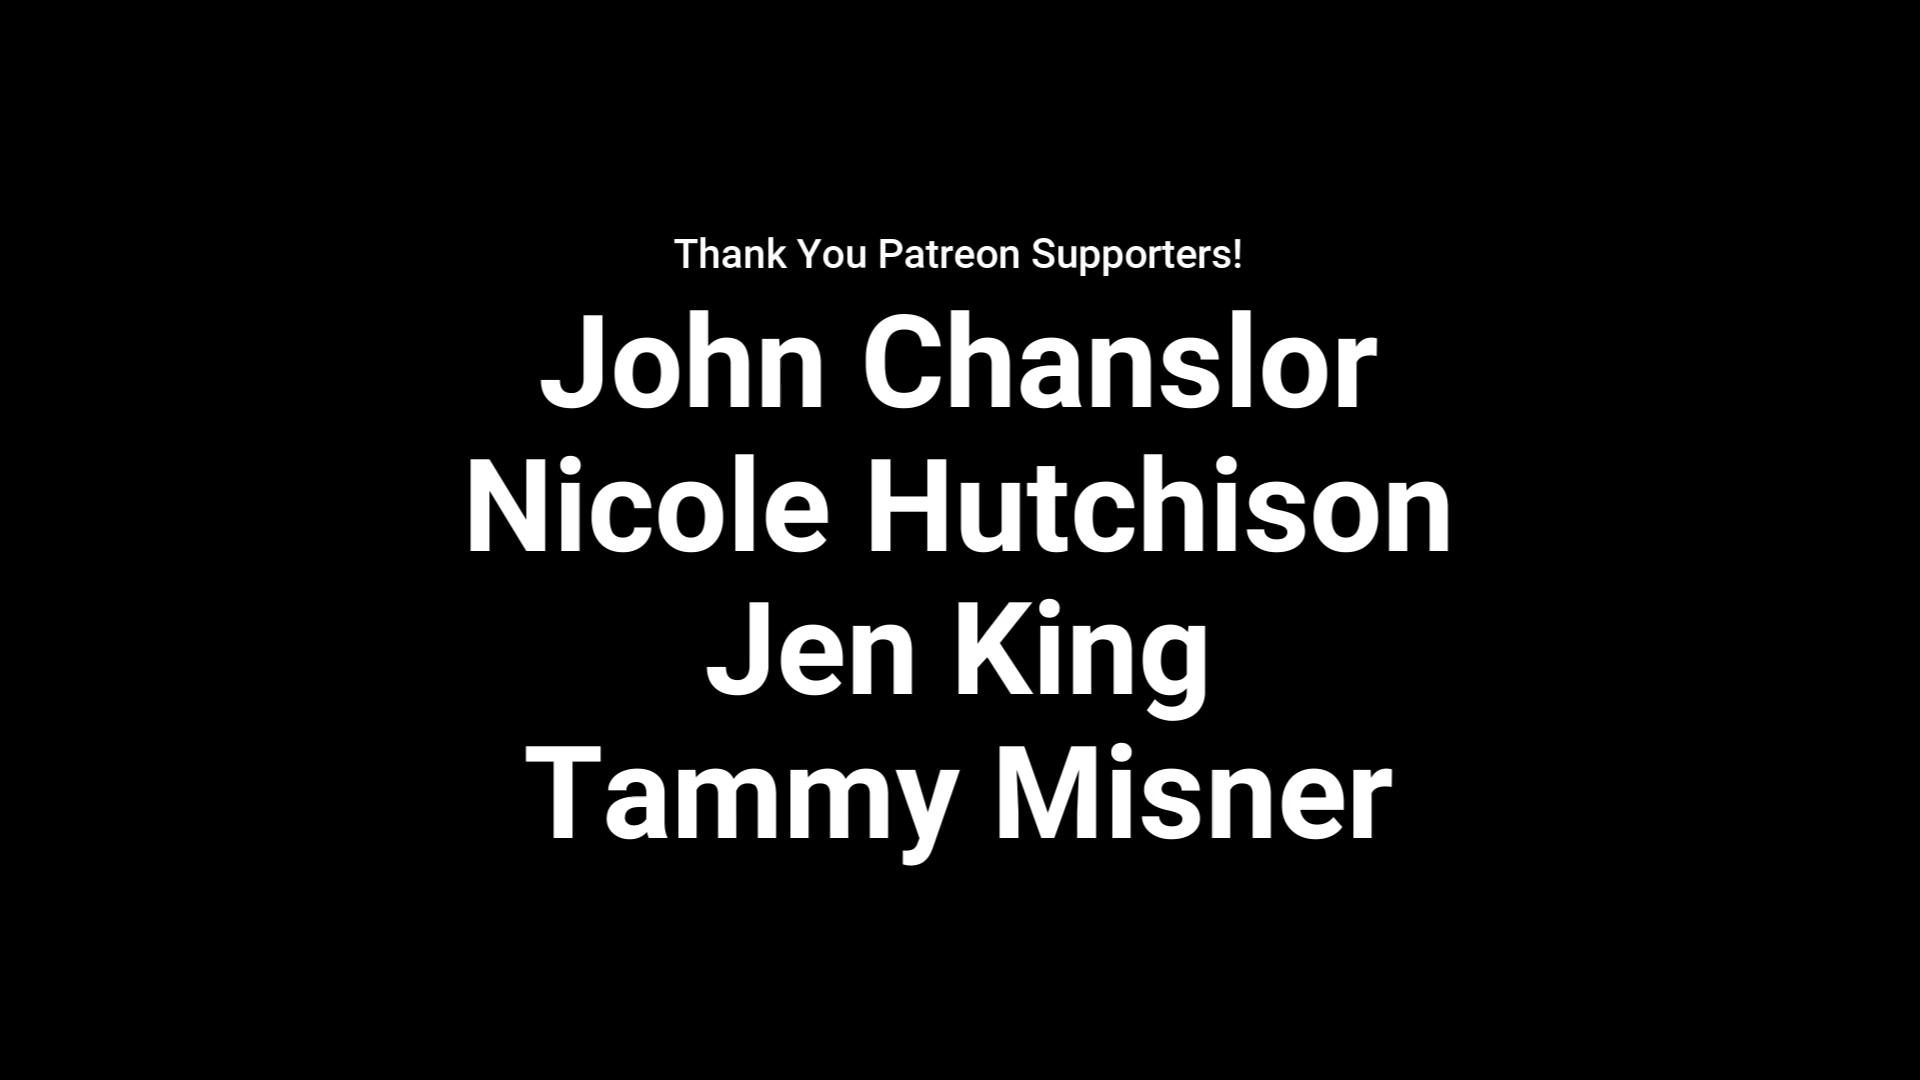 Thank You Patreon Supporters!
John Chanslor
Nicole Hutchison
Jen King
Tammy Misner